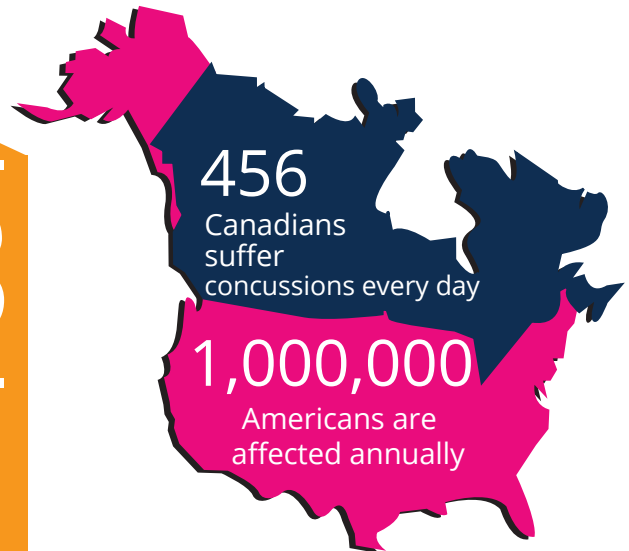 456
Canadians
suffer
concussions every day
1,000,000
Americans are
affected annually